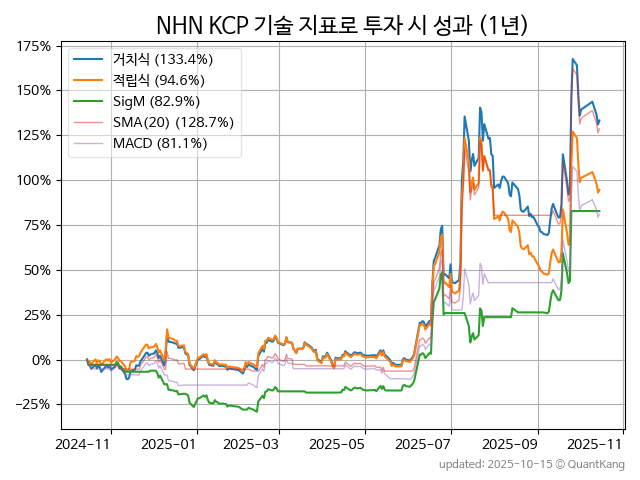 NHN KCP 기술 지표로 투자 시 성과 (1년)
175%
150%
125%
100%
75%
50%
25%
0%
−25%
거치식 (133.4%)
적립식 (94.6%)
SigM (82.9%)
SMA(20) (128.7%)
MACD (81.1%)
2024-11 2025-01 2025-03 2025-05 2025-07 2025-09 2025-11
updated: 2025-10-15 © QuantKang